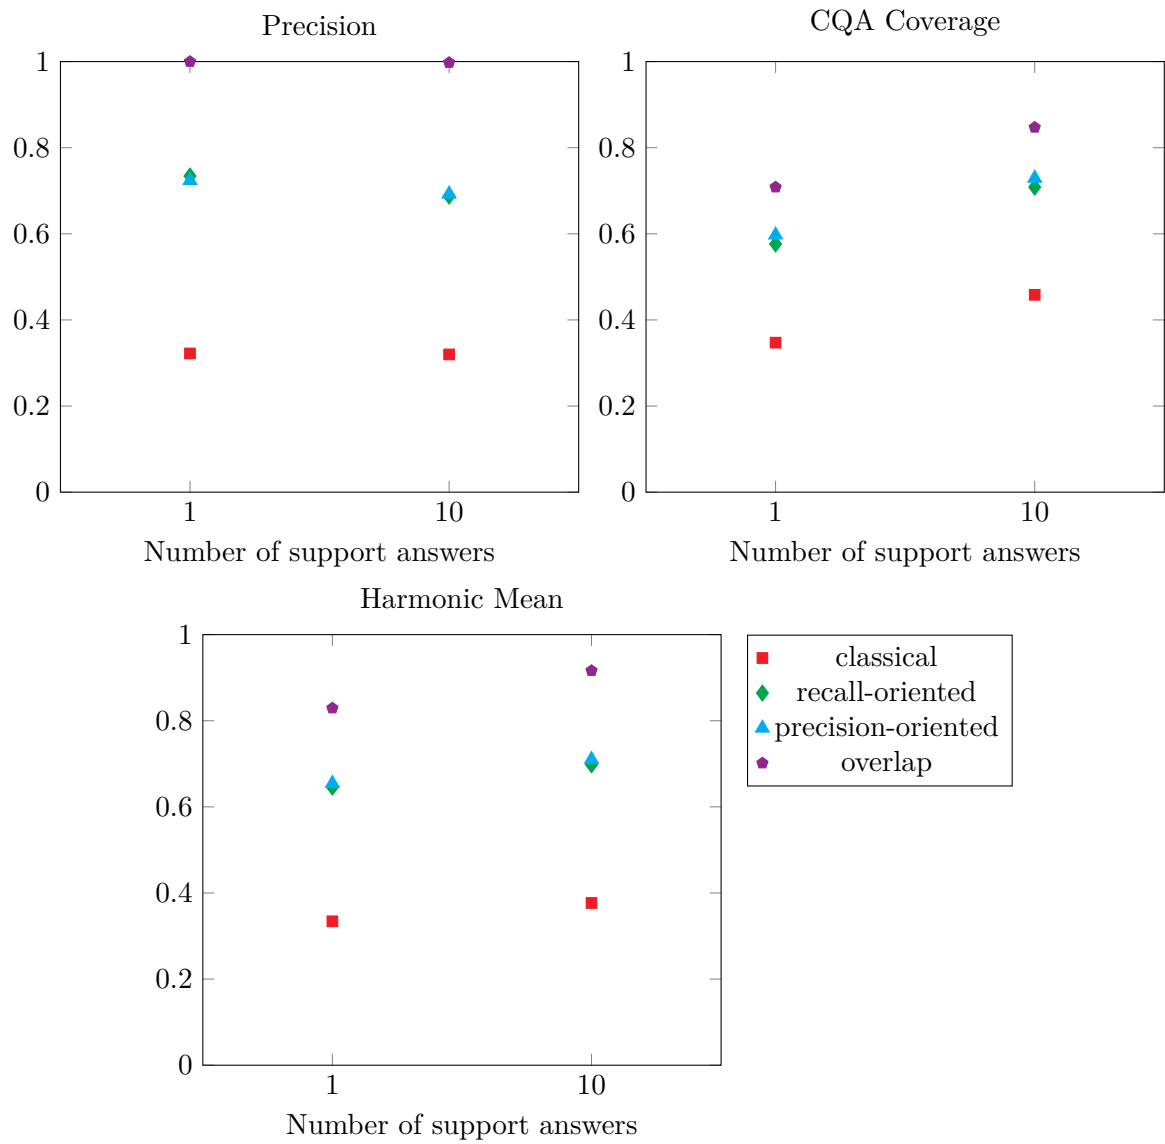 Precision
1
0.8
0.6
0.4
0.2
0
1 10
Number of support answers
CQA Coverage
1
0.8
0.6
0.4
0.2
0
1 10
Number of support answers
Harmonic Mean
1
0.8
0.6
0.4
0.2
0
1 10
Number of support answers
classical
recall-oriented
precision-oriented
overlap